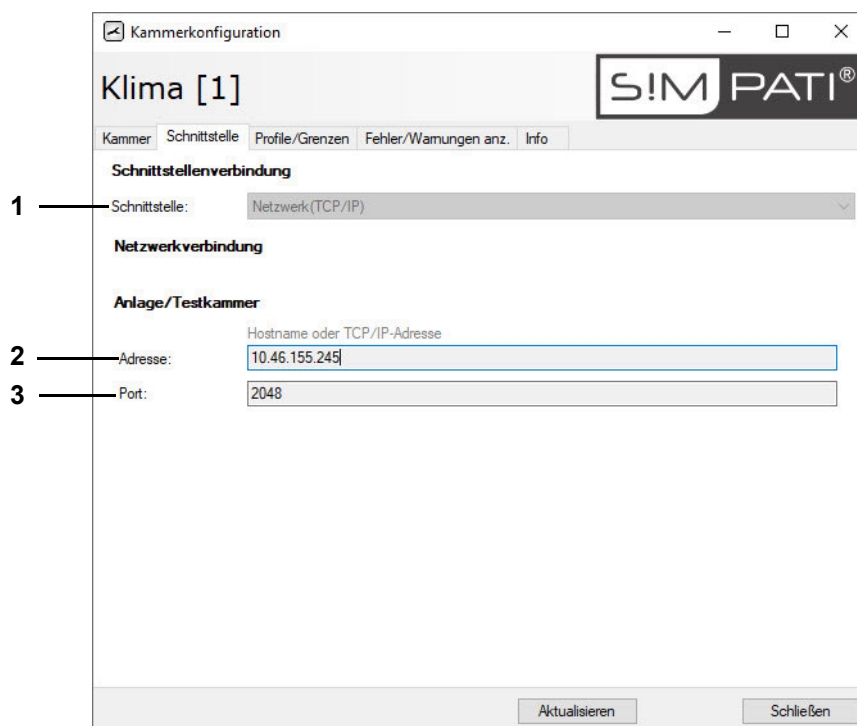 Kammerkonfiguration
Klima [1]
S!MPATI®
Kammer Schnittstelle Profile/Grenzen Fehler/Warnungen anz. Info
Schnittstellenverbindung
1 Schnittstelle: Netzwerk(TCP/IP)
Netzwerkverbindung
Anlage/Testkammer
Hostname oder TCP/IP-Adresse
2 Adresse: 10.46.155.245
3 Port: 2048
Aktualisieren Schließen